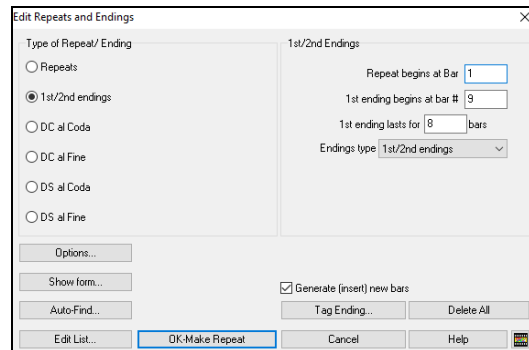 Edit Repeats and Endings
Type of Repeat/ Ending
Repeats
1st/2nd endings
DC al Coda
DC al Fine
DS al Coda
DS al Fine
1st/2nd Endings
Repeat begins at Bar 1
1st ending begins at bar # 9
1st ending lasts for 8 bars
Endings type 1st/2nd endings
Options...
Show form...
Generate (insert) new bars
Auto-Find...
Tag Ending...
Delete All
Edit List...
OK-Make Repeat
Cancel
Help